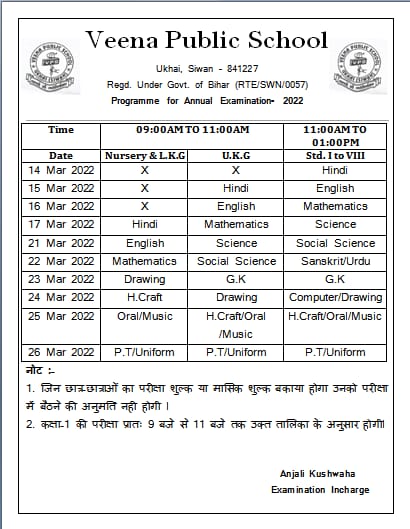 Veena Public School
Ukhai, Siwan - 841227
Regd. Under Govt. of Bihar (RTE/SWN/0057)
Programme for Annual Examination- 2022
Time 09:00AM TO 11:00AM 11:00AM TO 01:00PM
Date Nursery & L.K.G U.K.G Std. I to VIII
14 Mar 2022 X X Hindi
15 Mar 2022 X Hindi English
16 Mar 2022 X English Mathematics
17 Mar 2022 Hindi Mathematics Science
21 Mar 2022 English Science Social Science
22 Mar 2022 Mathematics Social Science Sanskrit/Urdu
23 Mar 2022 Drawing G.K G.K
24 Mar 2022 H.Craft Drawing Computer/Drawing
25 Mar 2022 Oral/Music H.Craft/Oral /Music H.Craft/Oral/Music
26 Mar 2022 P.T/Uniform P.T/Uniform P.T/Uniform
नोट :-
1. जिन छात्र-छात्राओं का परीक्षा शुल्क या मासिक शुल्क बकाया होगा उनको परीक्षा
में बैठने की अनुमति नही होगी ।
2. कक्षा-1 की परीक्षा प्रातः 9 बजे से 11 बजे तक उक्त तालिका के अनुसार होगी।
Anjali Kushwaha
Examination Incharge